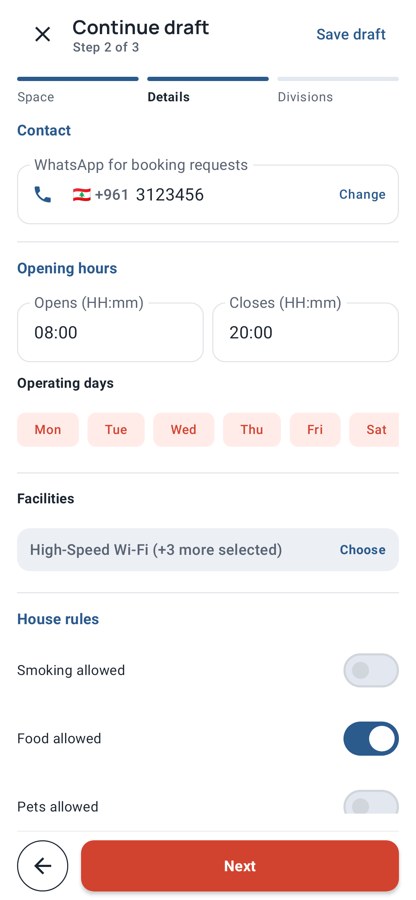 Continue draft
Save draft
Step 2 of 3
Space
Details
Divisions
Contact
WhatsApp for booking requests
+961 3123456
Change
Opening hours
Opens (HH:mm)
Closes (HH:mm)
08:00
20:00
Operating days
Mon
Tue
Wed
Thu
Fri
Sat
Facilities
High-Speed Wi-Fi (+3 more selected)
Choose
House rules
Smoking allowed
Food allowed
Pets allowed
Next